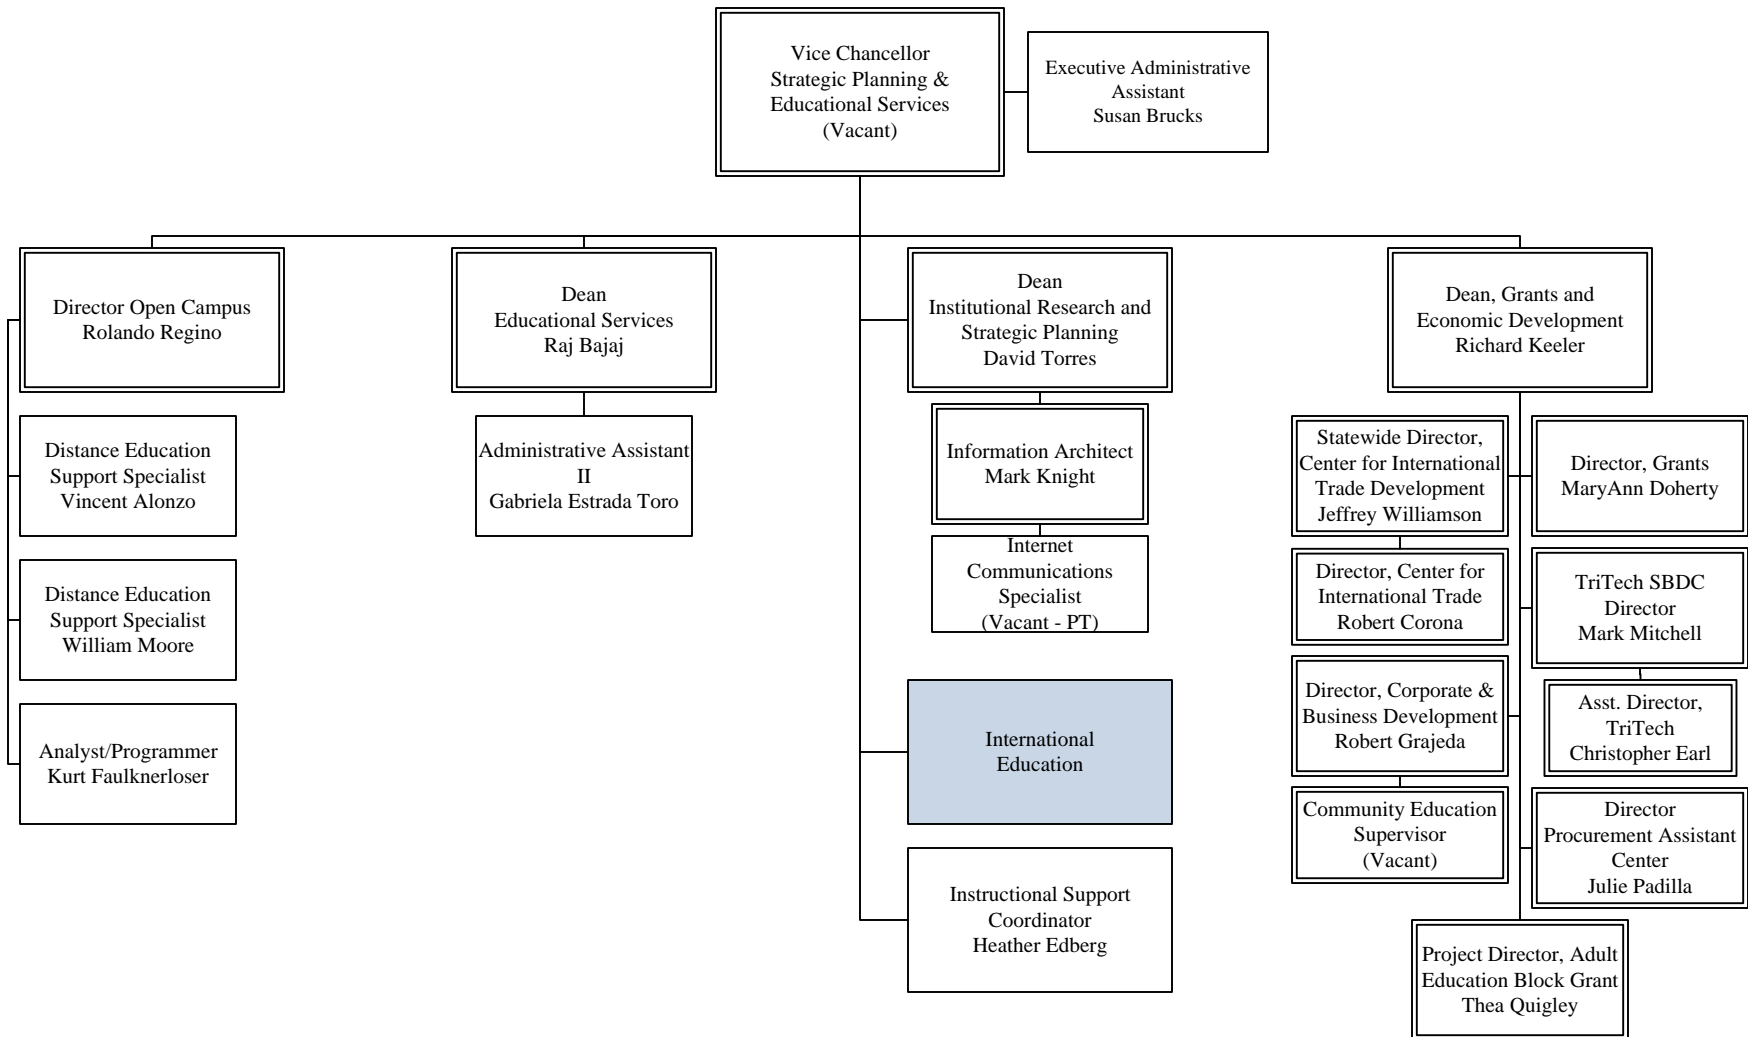 Vice Chancellor
Strategic Planning &
Educational Services
(Vacant)
Executive Administrative
Assistant
Susan Brucks
Director Open Campus
Rolando Regino
Dean
Educational Services
Raj Bajaj
Dean
Institutional Research and
Strategic Planning
David Torres
Dean, Grants and
Economic Development
Richard Keeler
Distance Education
Support Specialist
Vincent Alonzo
Distance Education
Support Specialist
William Moore
Analyst/Programmer
Kurt Faulknerloser
Administrative Assistant
II
Gabriela Estrada Toro
Information Architect
Mark Knight
Internet
Communications
Specialist
(Vacant - PT)
International
Education
Instructional Support
Coordinator
Heather Edberg
Statewide Director,
Center for International
Trade Development
Jeffrey Williamson
Director, Center for
International Trade
Robert Corona
Director, Corporate &
Business Development
Robert Grajeda
Community Education
Supervisor
(Vacant)
Director, Grants
MaryAnn Doherty
TriTech SBDC
Director
Mark Mitchell
Asst. Director,
TriTech
Christopher Earl
Director
Procurement Assistant
Center
Julie Padilla
Project Director, Adult
Education Block Grant
Thea Quigley